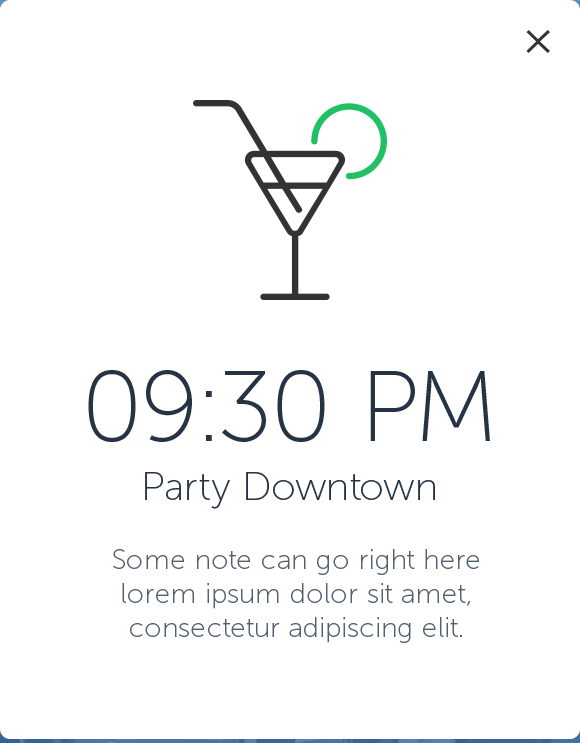 09:30 PM
Party Downtown
Some note can go right here
lorem ipsum dolor sit amet,
consectetur adipiscing elit.